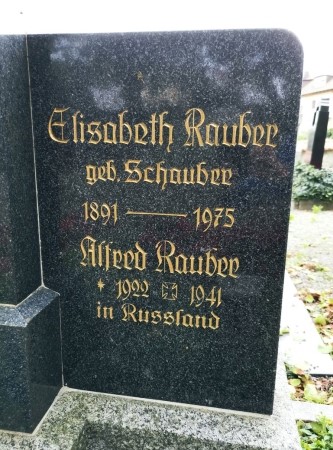 Elisabeth Rauber
geb. Schauber
1891 — 1975
Alfred Rauber
* 1922 ✠ 1941
in Russland